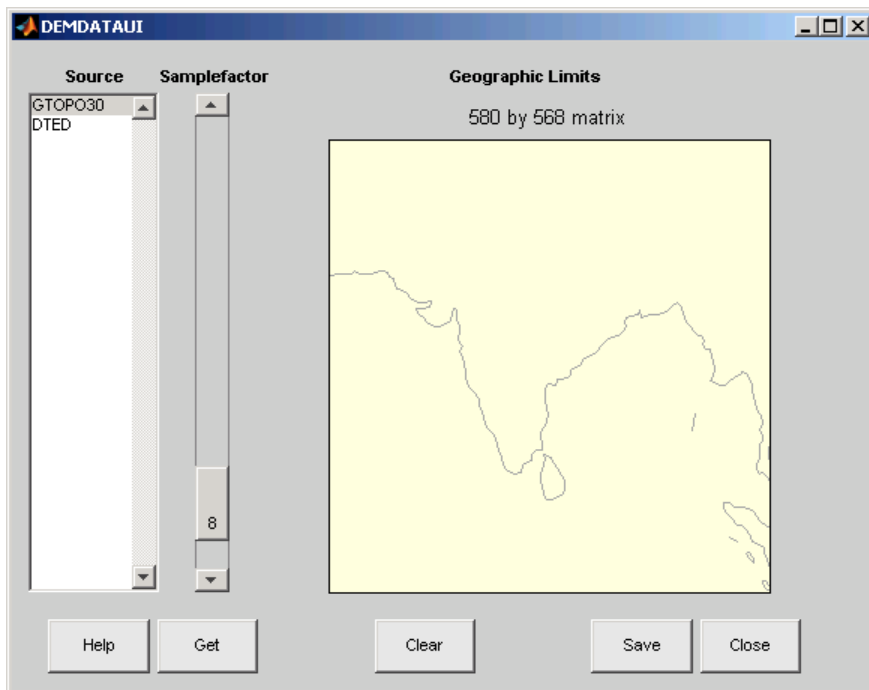 DEMDATAUI
Source
Samplefactor
Geographic Limits
GTOPO30
DTED
580 by 568 matrix
8
Help
Get
Clear
Save
Close